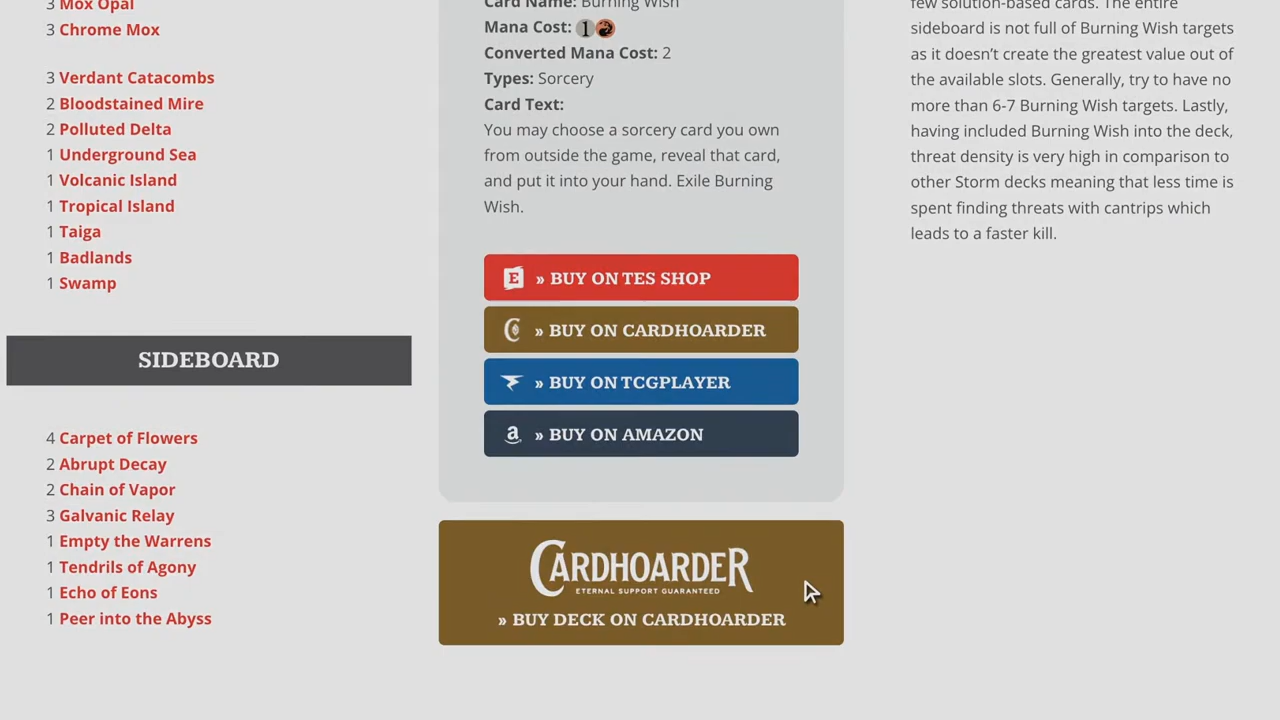 3 Mox Opal
3 Chrome Mox
3 Verdant Catacombs
2 Bloodstained Mire
2 Polluted Delta
1 Underground Sea
1 Volcanic Island
1 Tropical Island
1 Taiga
1 Badlands
1 Swamp
SIDEBOARD
4 Carpet of Flowers
2 Abrupt Decay
2 Chain of Vapor
3 Galvanic Relay
1 Empty the Warrens
1 Tendrils of Agony
1 Echo of Eons
1 Peer into the Abyss
Card Name: Burning Wish
Mana Cost: 1
Converted Mana Cost: 2
Types: Sorcery
Card Text:
You may choose a sorcery card you own
from outside the game, reveal that card,
and put it into your hand. Exile Burning
Wish.
E » BUY ON TES SHOP
» BUY ON CARDHOARDER
» BUY ON TCGPLAYER
a » BUY ON AMAZON
CARDHOARDER
ETERNAL SUPPORT GUARANTEED
» BUY DECK ON CARDHOARDER
few solution-based cards. The entire
sideboard is not full of Burning Wish targets
as it doesn't create the greatest value out of
the available slots. Generally, try to have no
more than 6-7 Burning Wish targets. Lastly,
having included Burning Wish into the deck,
threat density is very high in comparison to
other Storm decks meaning that less time is
spent finding threats with cantrips which
leads to a faster kill.